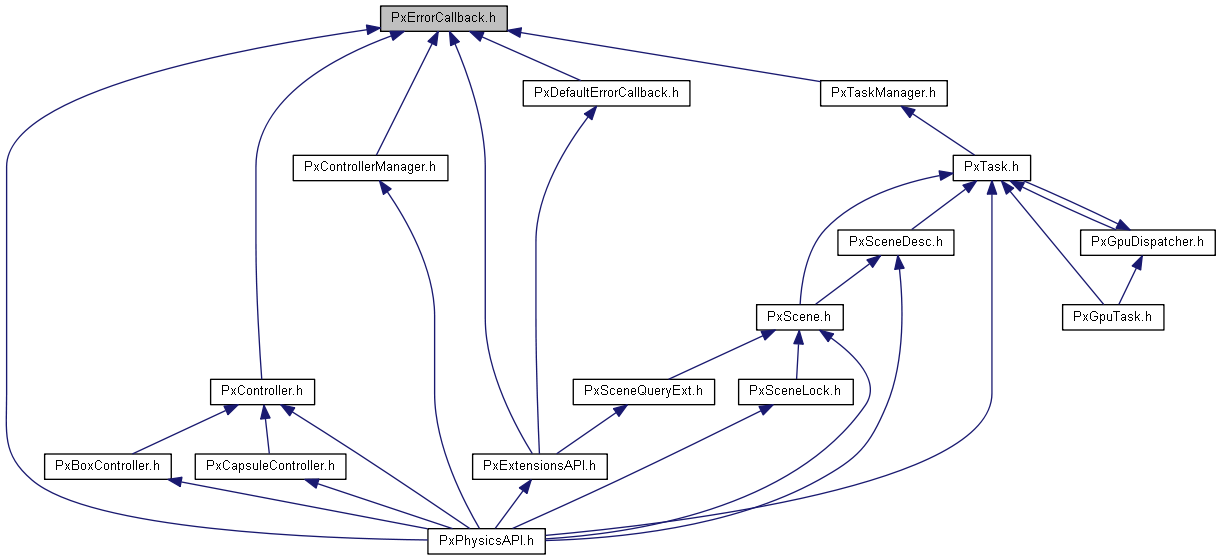 PxErrorCallback.h
PxDefaultErrorCallback.h
PxTaskManager.h
PxControllerManager.h
PxTask.h
PxSceneDesc.h
PxGpuDispatcher.h
PxScene.h
PxGpuTask.h
PxController.h
PxSceneQueryExt.h
PxSceneLock.h
PxBoxController.h
PxCapsuleController.h
PxExtensionsAPI.h
PxPhysicsAPI.h